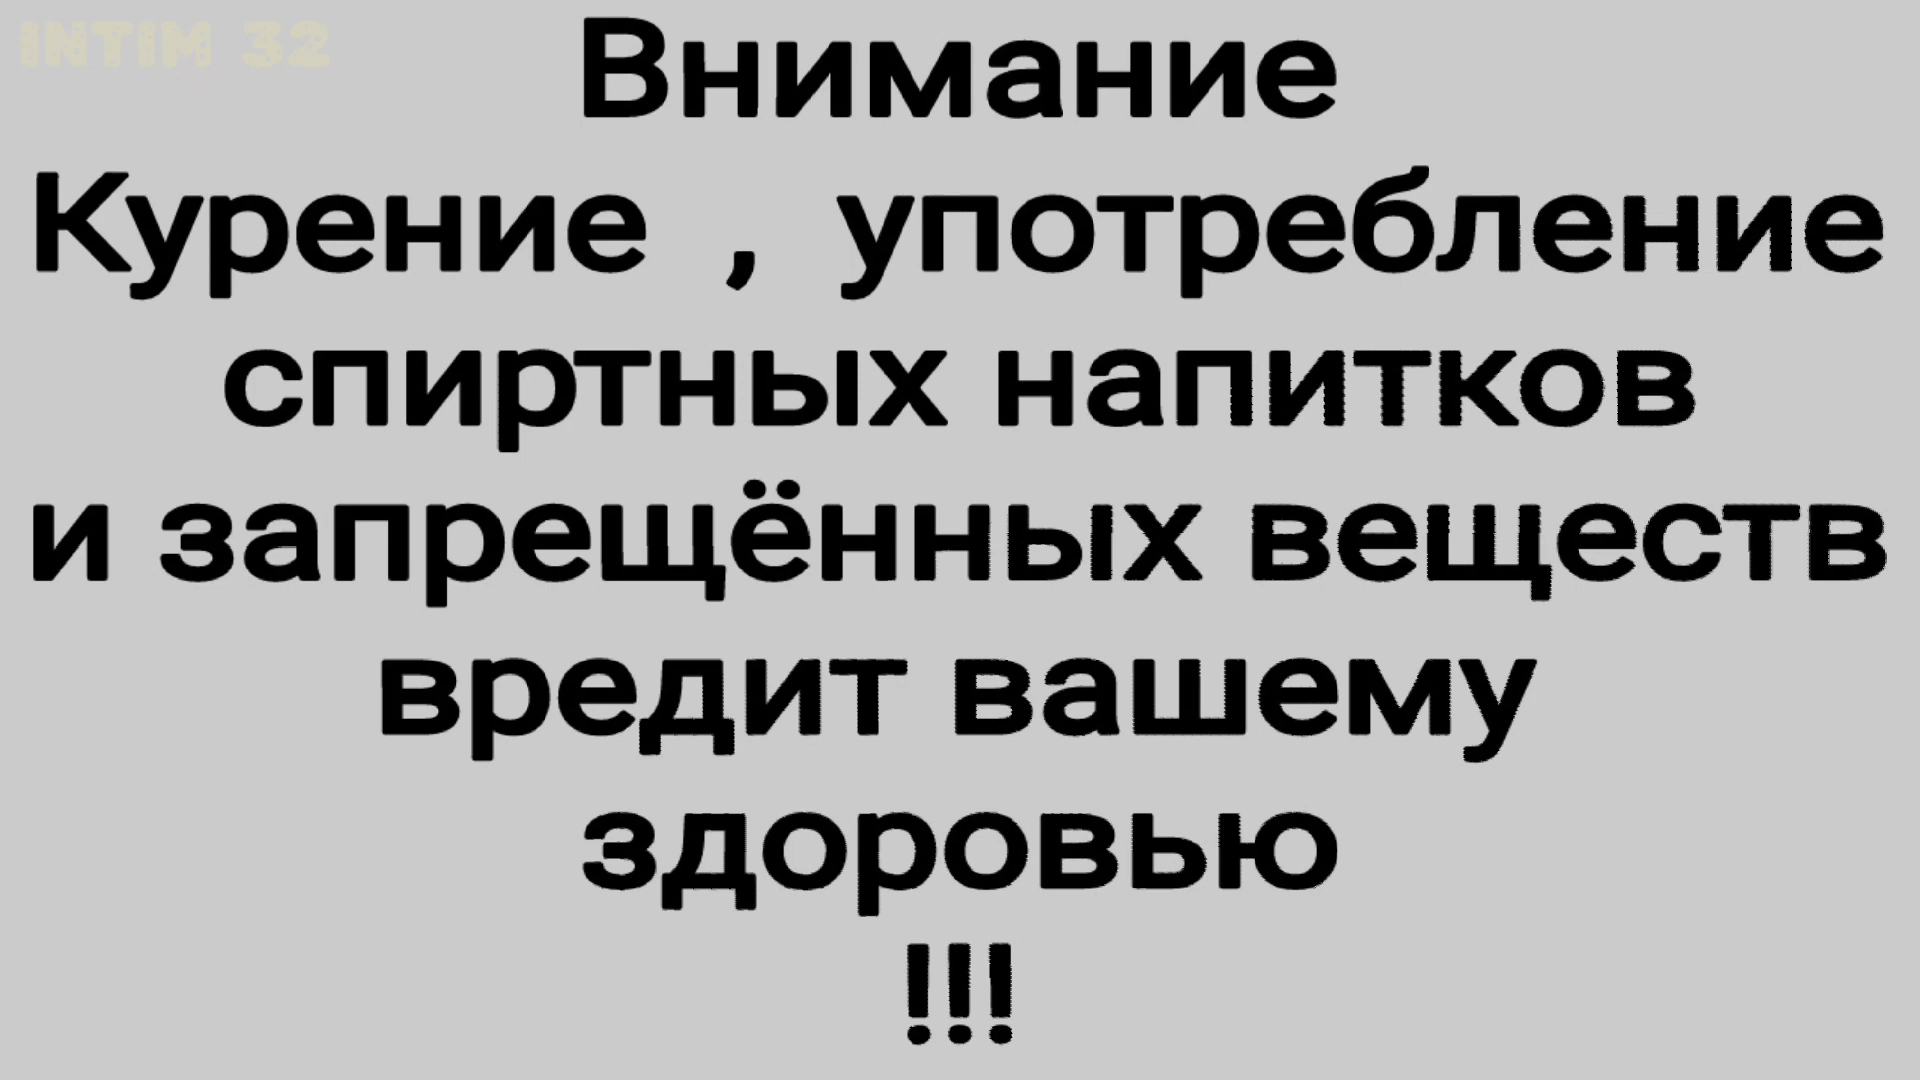 INTIM 32
Внимание
Курение , употребление
спиртных напитков
и запрещённых веществ
вредит вашему
здоровью
!!!